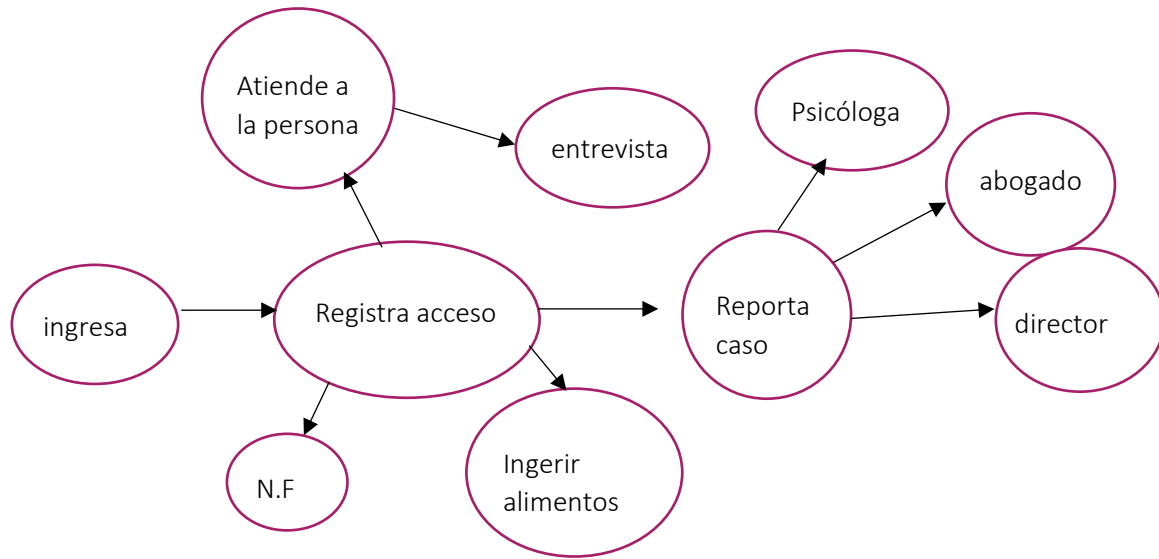 Atiende a
la persona
entrevista
Psicóloga
abogado
ingresa
Registra acceso
Reporta
caso
director
N.F
Ingerir
alimentos